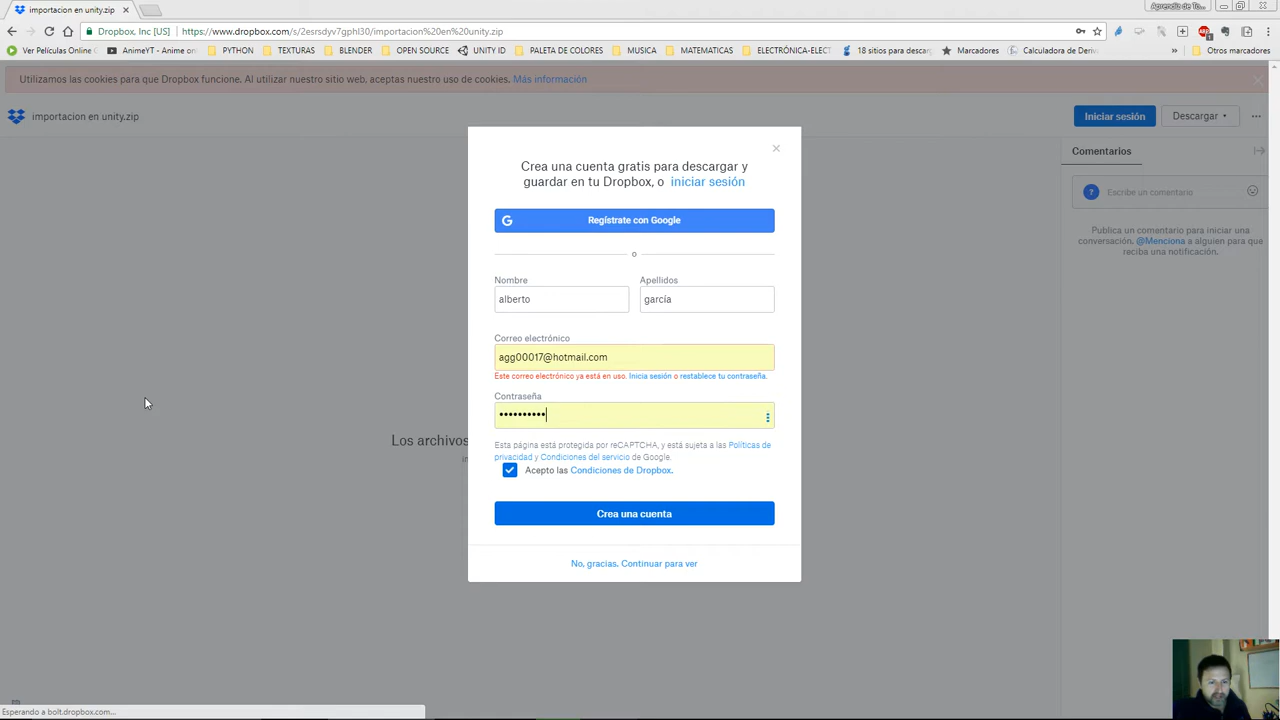 importacion en unity.zip
Aprendiz de To...
Dropbox, Inc [US]
https://www.dropbox.com/s/2esrsdyv7gphl30/importacion%20en%20unity.zip
Ver Películas Online
AnimeYT - Anime on
PYTHON
TEXTURAS
BLENDER
OPEN SOURCE
UNITY ID
PALETA DE COLORES
MUSICA
MATEMATICAS
ELECTRÓNICA-ELECT
18 sitios para descarg
Marcadores
Calculadora de Deriv
Otros marcadores
Utilizamos las cookies para que Dropbox funcione. Al utilizar nuestro sitio web, aceptas nuestro uso de cookies. Más información
importacion en unity.zip
Iniciar sesión
Descargar
Comentarios
Escribe un comentario
Publica un comentario para iniciar una
conversación. @Menciona a alguien para que
reciba una notificación.
Crea una cuenta gratis para descargar y
guardar en tu Dropbox, o iniciar sesión
Regístrate con Google
o
Nombre
Apellidos
alberto
garcía
Correo electrónico
agg00017@hotmail.com
Este correo electrónico ya está en uso. Inicia sesión o restablece tu contraseña.
Contraseña
••••••••••
Los archivos
Esta página está protegida por reCAPTCHA, y está sujeta a las Políticas de
privacidad y Condiciones del servicio de Google.
Acepto las Condiciones de Dropbox.
Crea una cuenta
No, gracias. Continuar para ver
Esperando a bolt.dropbox.com...